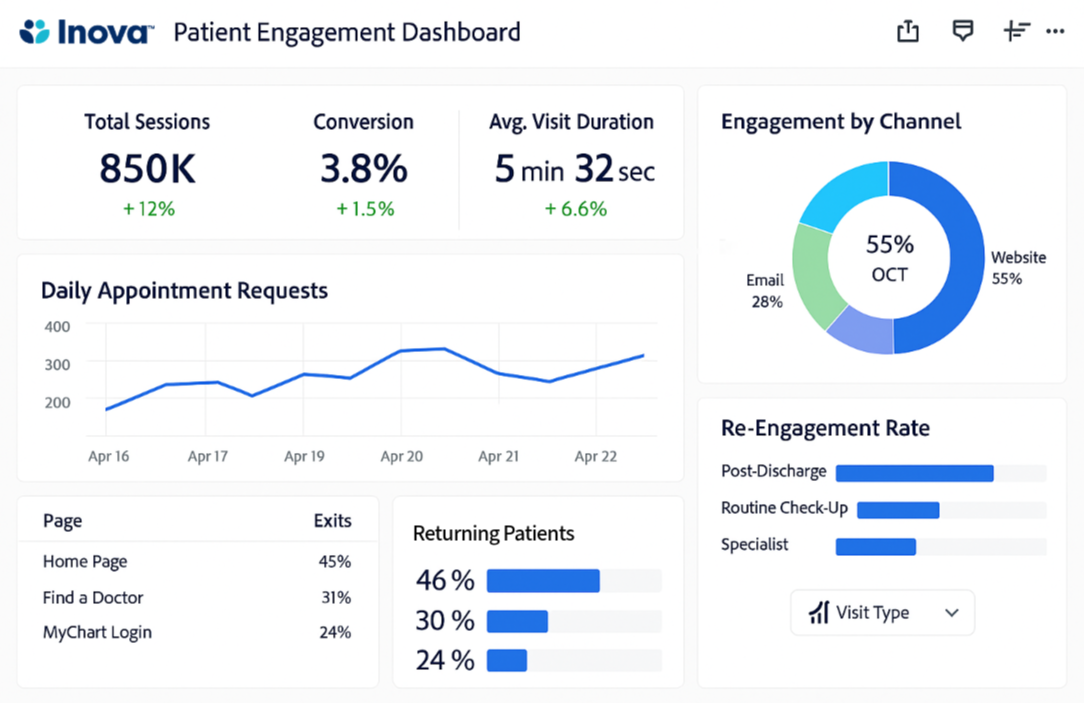 Inova™ Patient Engagement Dashboard
Total Sessions
850K
+12%
Conversion
3.8%
+1.5%
Avg. Visit Duration
5 min 32 sec
+6.6%
Engagement by Channel
55%
OCT
Website
55%
Email
28%
Daily Appointment Requests
400
300
200
Apr 16 Apr 17 Apr 19 Apr 20 Apr 21 Apr 22
Re-Engagement Rate
Post-Discharge
Routine Check-Up
Specialist
Visit Type
Page Exits
Home Page 45%
Find a Doctor 31%
MyChart Login 24%
Returning Patients
46 %
30 %
24 %